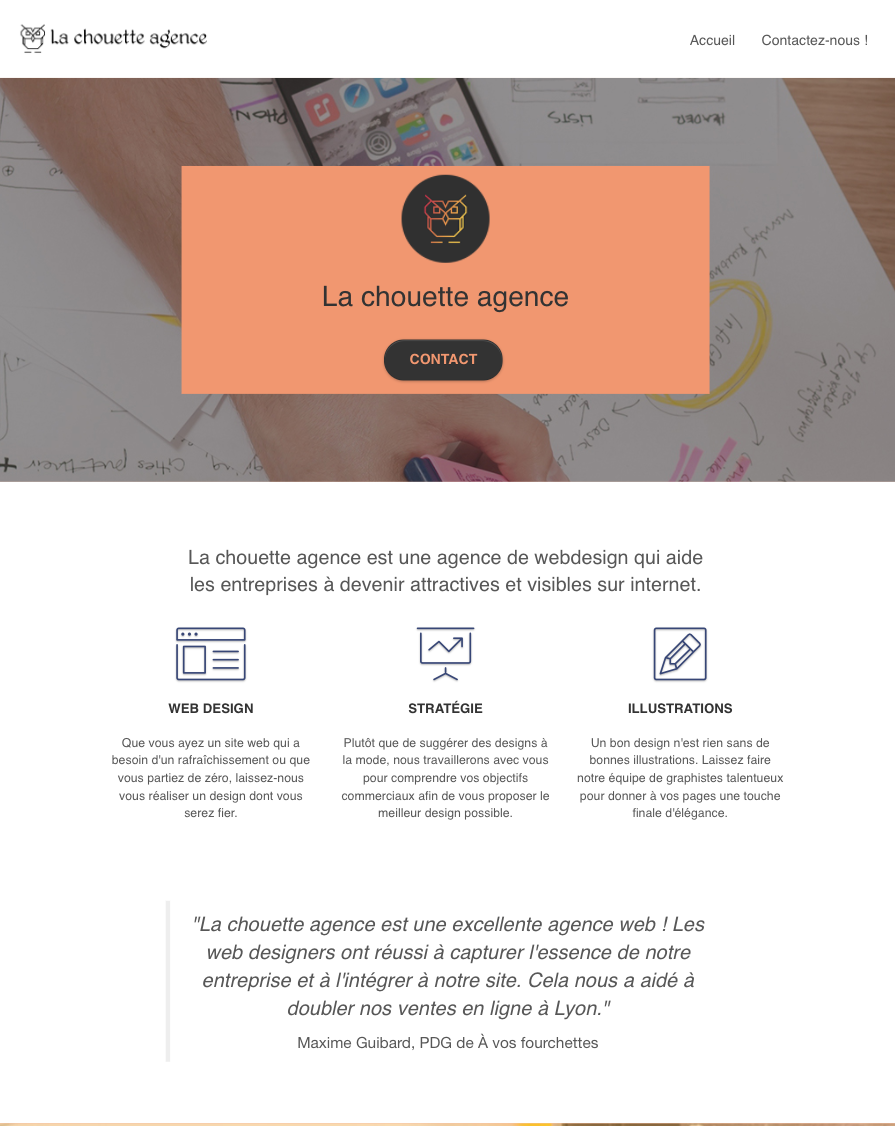 La chouette agence
Accueil
Contactez-nous !
PHON
LISTS
HEADER
La chouette agence
CONTACT
La chouette agence est une agence de webdesign qui aide
les entreprises à devenir attractives et visibles sur internet.
WEB DESIGN
Que vous ayez un site web qui a
besoin d'un rafraîchissement ou que
vous partiez de zéro, laissez-nous
vous réaliser un design dont vous
serez fier.
STRATÉGIE
Plutôt que de suggérer des designs à
la mode, nous travaillerons avec vous
pour comprendre vos objectifs
commerciaux afin de vous proposer le
meilleur design possible.
ILLUSTRATIONS
Un bon design n'est rien sans de
bonnes illustrations. Laissez faire
notre équipe de graphistes talentueux
pour donner à vos pages une touche
finale d'élégance.
"La chouette agence est une excellente agence web ! Les
web designers ont réussi à capturer l'essence de notre
entreprise et à l'intégrer à notre site. Cela nous a aidé à
doubler nos ventes en ligne à Lyon."
Maxime Guibard, PDG de À vos fourchettes